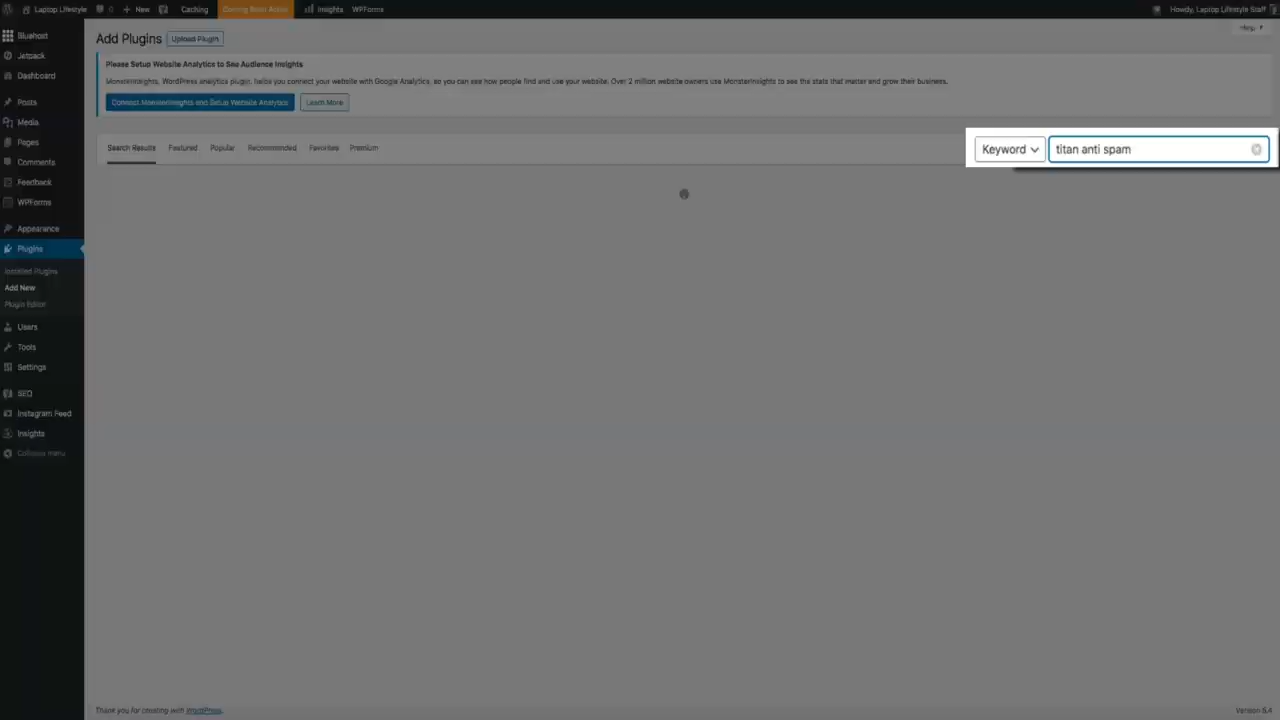 Laptop Lifestyle 0 New Caching Coming Soon Active Insights WPForms Howdy, Laptop Lifestyle Staff
Bluehost
Jetpack
Dashboard
Posts
Media
Pages
Comments
Feedback
WPForms
Appearance
Plugins
Installed Plugins
Add New
Plugin Editor
Users
Tools
Settings
SEO
Instagram Feed
Insights
Collapse menu
Add Plugins Upload Plugin Help
Please Setup Website Analytics to See Audience Insights
MonsterInsights, WordPress analytics plugin, helps you connect your website with Google Analytics, so you can see how people find and use your website. Over 2 million website owners use MonsterInsights to see the stats that matter and grow their business.
Connect MonsterInsights and Setup Website Analytics Learn More
Search Results Featured Popular Recommended Favorites Premium Keyword titan anti spam
Thank you for creating with WordPress. Version 5.4